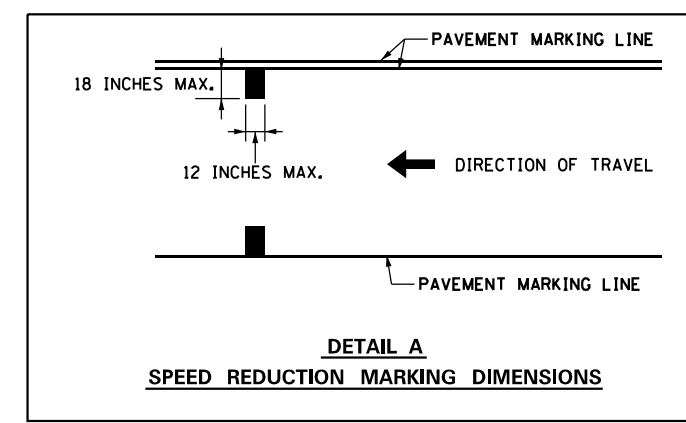 PAVEMENT MARKING LINE
18 INCHES MAX.
12 INCHES MAX.
DIRECTION OF TRAVEL
PAVEMENT MARKING LINE
DETAIL A
SPEED REDUCTION MARKING DIMENSIONS